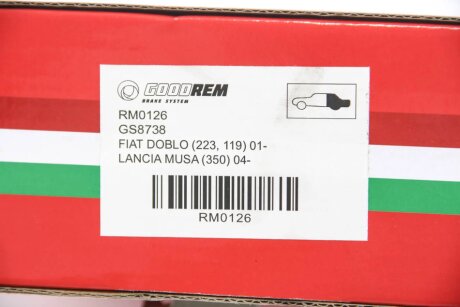 GOODREM
BRAKE SYSTEM
RM0126
GS8738
FIAT DOBLO (223, 119) 01-
LANCIA MUSA (350) 04-
RM0126